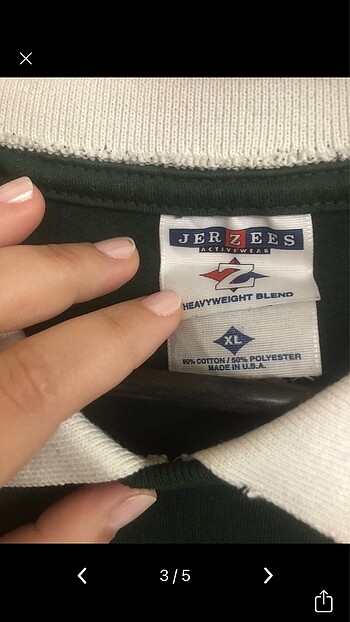 JERZEES
ACTIVEWEAR
Z
HEAVYWEIGHT BLEND
XL
50% COTTON / 50% POLYESTER
MADE IN U.S.A.
3/5